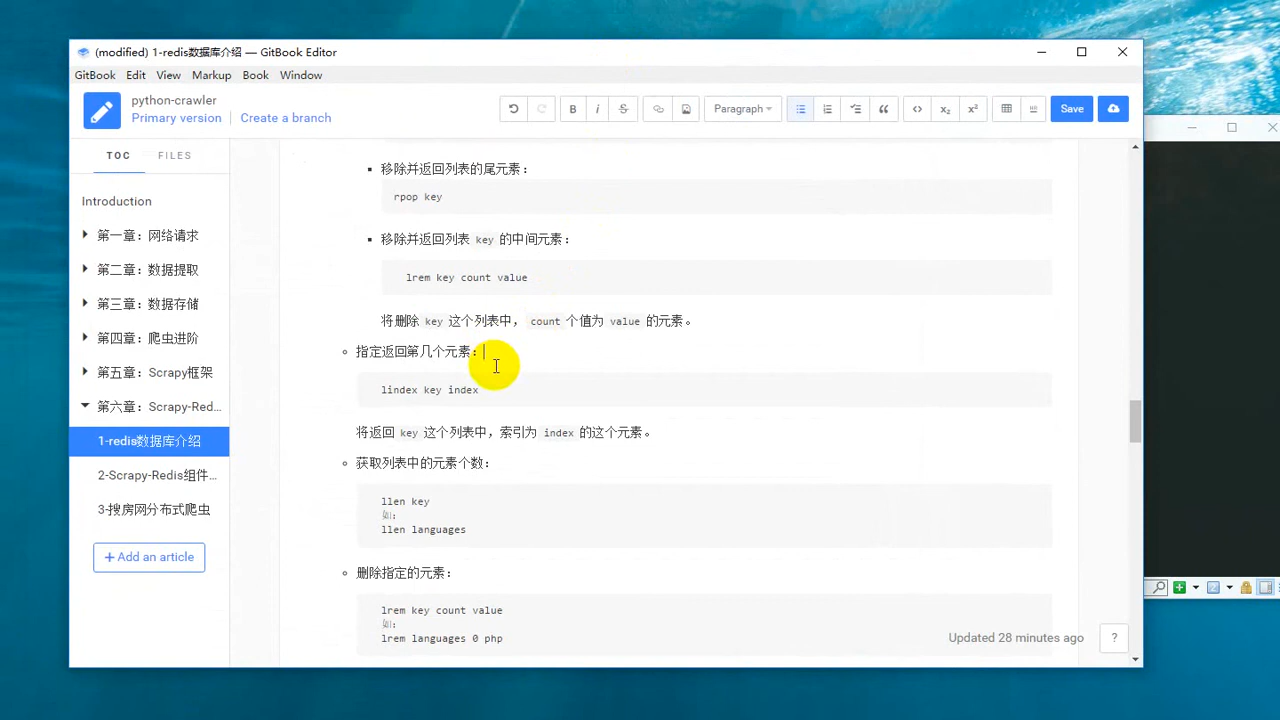 (modified) 1-redis数据库介绍 — GitBook Editor
GitBook Edit View Markup Book Window
python-crawler
Primary version Create a branch
B i S Paragraph x₂ x² Save
TOC FILES
Introduction
第一章：网络请求
第二章：数据提取
第三章：数据存储
第四章：爬虫进阶
第五章：Scrapy框架
第六章：Scrapy-Red...
1-redis数据库介绍
2-Scrapy-Redis组件...
3-搜房网分布式爬虫
+ Add an article
移除并返回列表的尾元素：
rpop key
移除并返回列表 key 的中间元素：
lrem key count value
将删除 key 这个列表中， count 个值为 value 的元素。
指定返回第几个元素：
lindex key index
将返回 key 这个列表中，索引为 index 的这个元素。
获取列表中的元素个数：
llen key
如：
llen languages
删除指定的元素：
lrem key count value
如：
lrem languages 0 php
Updated 28 minutes ago ?